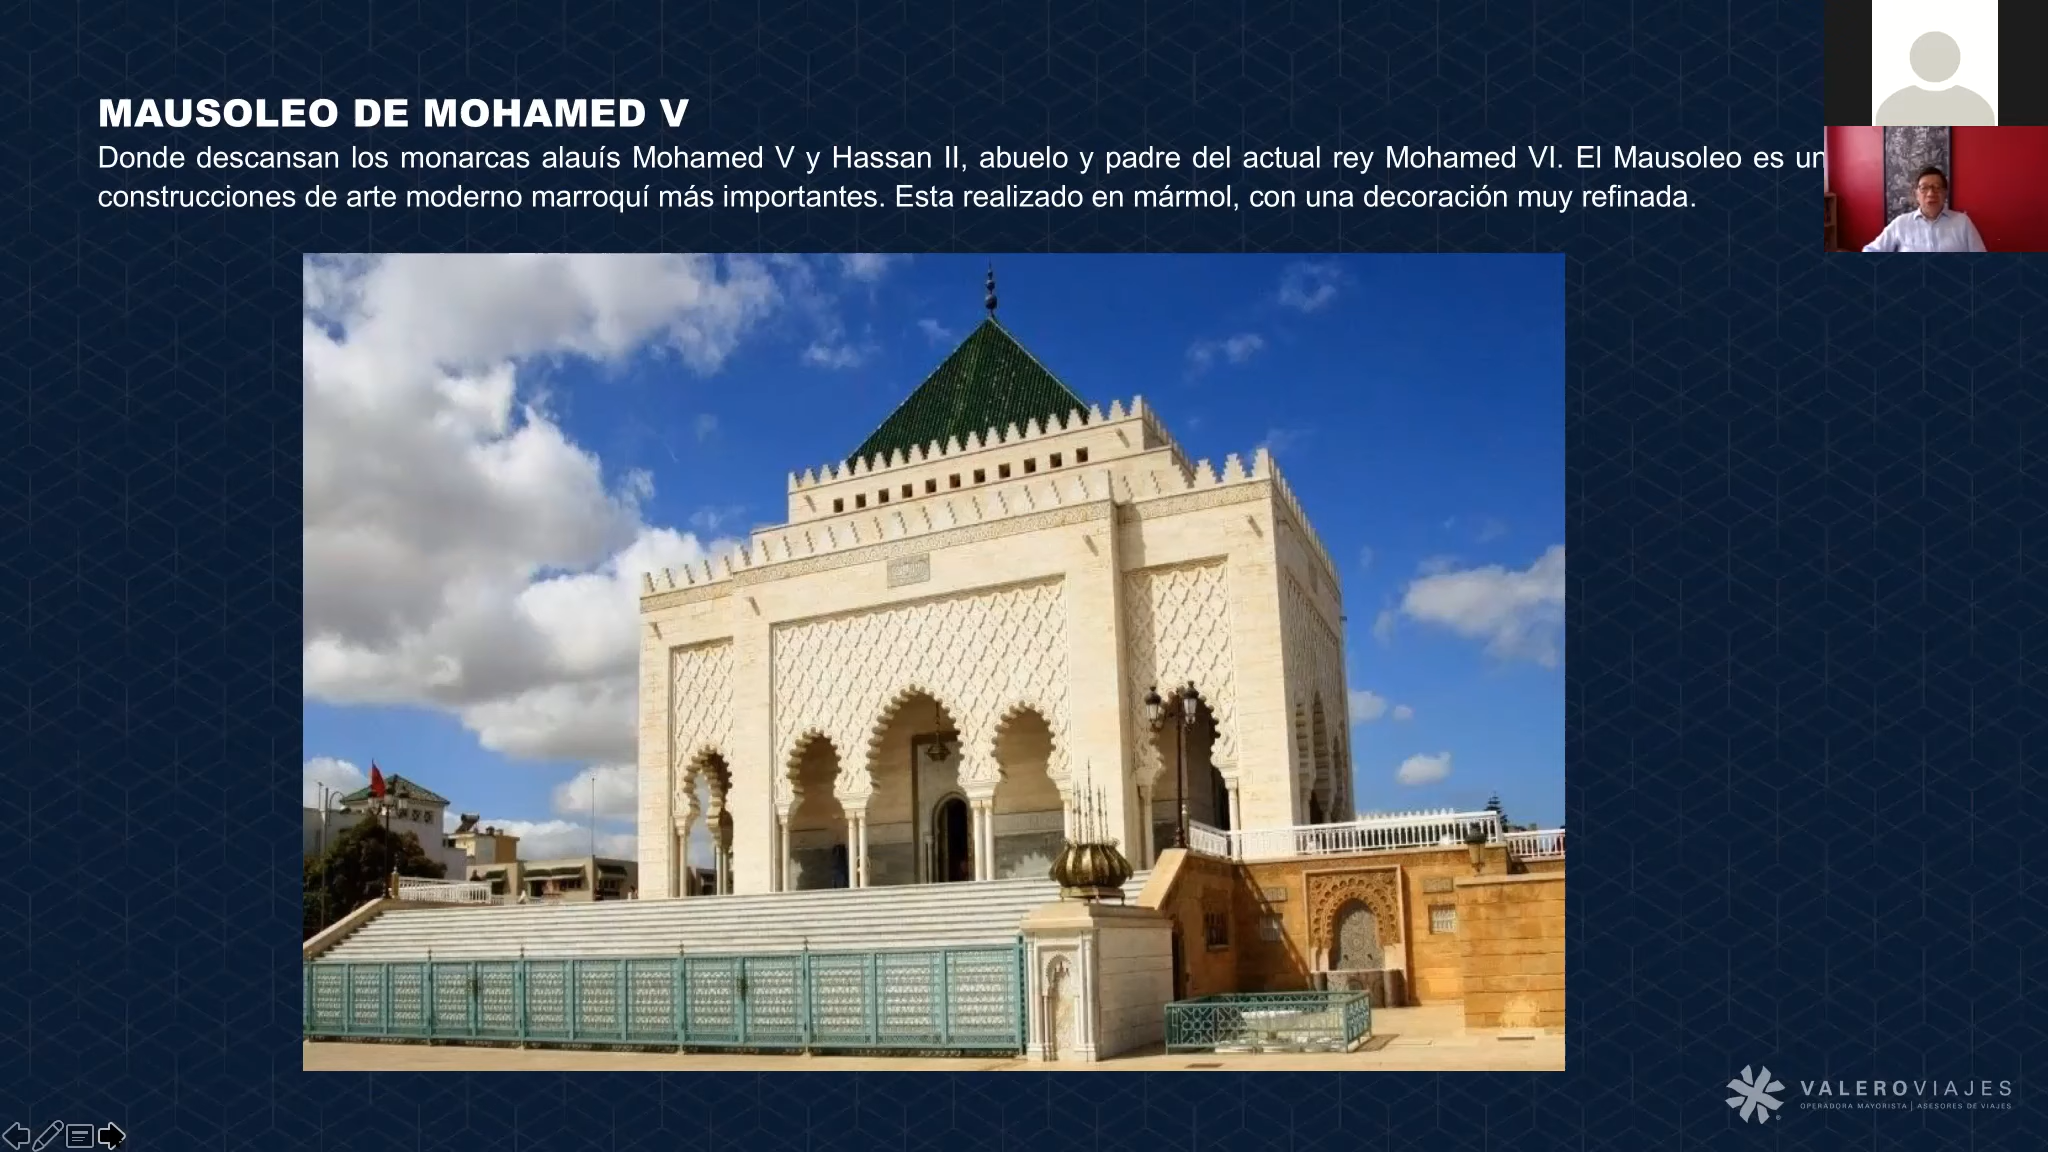 MAUSOLEO DE MOHAMED V
Donde descansan los monarcas alauís Mohamed V y Hassan II, abuelo y padre del actual rey Mohamed VI. El Mausoleo es un
construcciones de arte moderno marroquí más importantes. Esta realizado en mármol, con una decoración muy refinada.
VALEROVIAJES
OPERADORA MAYORISTA | ASESORES DE VIAJES